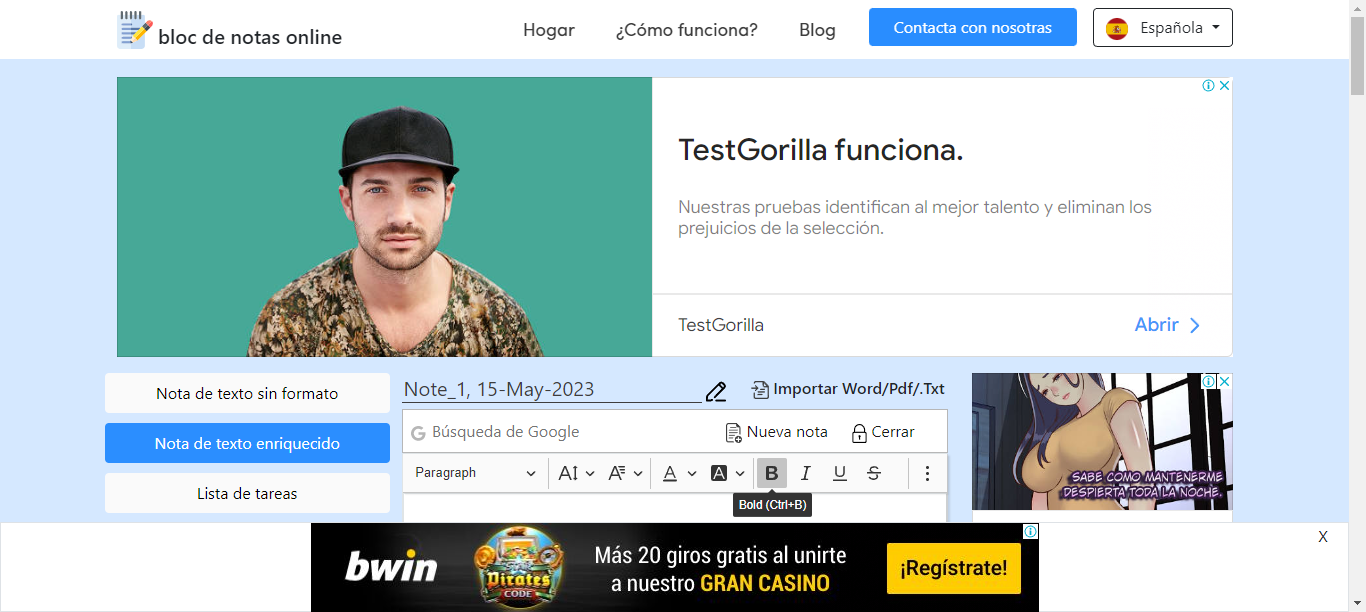 bloc de notas online
Hogar
¿Cómo funciona?
Blog
Contacta con nosotras
Española
TestGorilla funciona.
Nuestras pruebas identifican al mejor talento y eliminan los
prejuicios de la selección.
TestGorilla
Abrir
Nota de texto sin formato
Nota de texto enriquecido
Lista de tareas
Note_1, 15-May-2023
Importar Word/Pdf/.Txt
Búsqueda de Google
Nueva nota
Cerrar
Paragraph
A
A
A
A
B
I
U
S
Bold (Ctrl+B)
SABE COMO MANTENERME
DESPIERTA TODA LA NOCHE.
bwin
STAR
Pirates
CODE
Más 20 giros gratis al unirte
a nuestro GRAN CASINO
¡Regístrate!
X